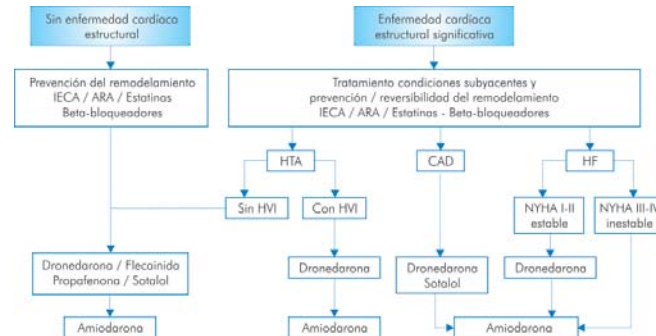 Sin enfermedad cardíaca
estructural
Enfermedad cardíaca
estructural significativa
Prevención del remodelamiento
IECA / ARA / Estatinas
Beta-bloqueadores
Tratamiento condiciones subyacentes y
prevención / reversibilidad del remodelamiento
IECA / ARA / Estatinas - Beta-bloqueadores
HTA
CAD
HF
Sin HVI
Con HVI
NYHA I-II
estable
NYHA III-IV
inestable
Dronedarona / Flecainido
Propafenona / Sotalol
Dronedarona
Dronedarona
Sotalol
Dronedarona
Amiodarona
Amiodarona
Amiodarona